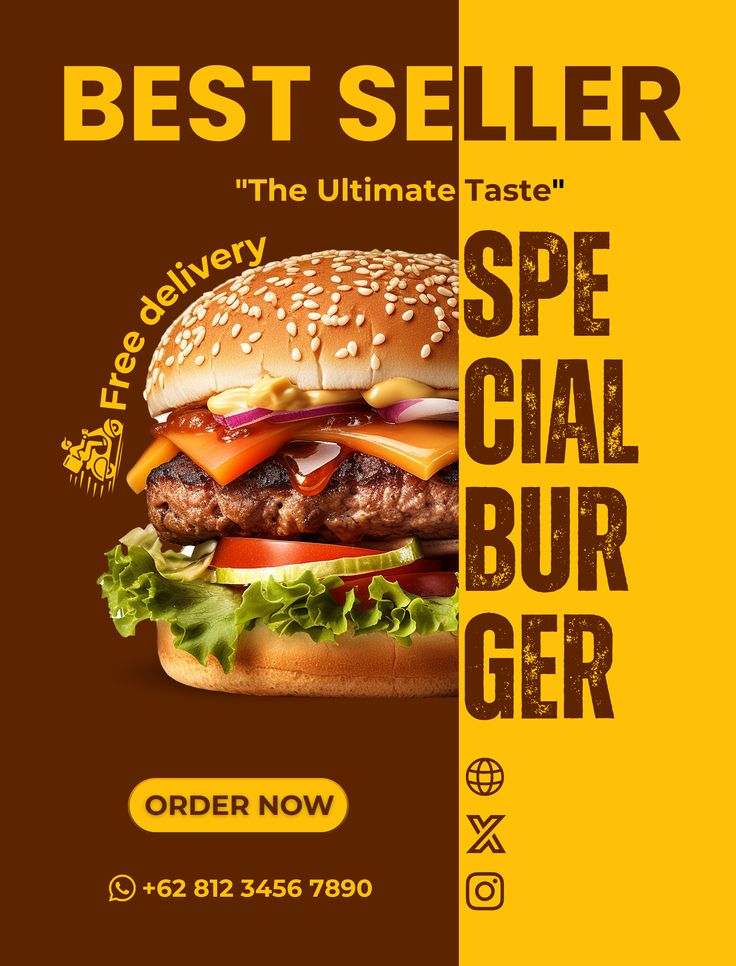 BEST SELLER
"The Ultimate Taste"
Free delivery
SPE
CIAL
BUR
GER
ORDER NOW
+62 812 3456 7890